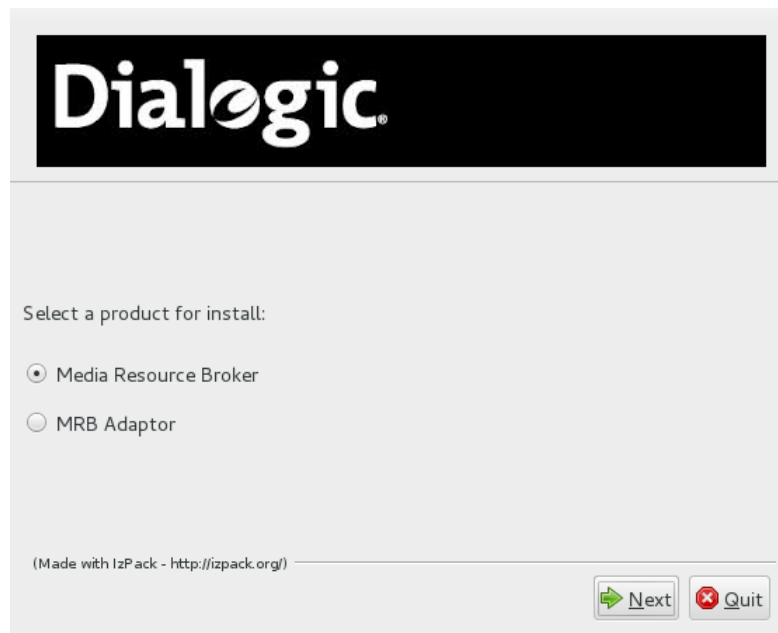 Dialogic®
Select a product for install:
Media Resource Broker
MRB Adaptor
(Made with IzPack - http://izpack.org/)
Next
Quit